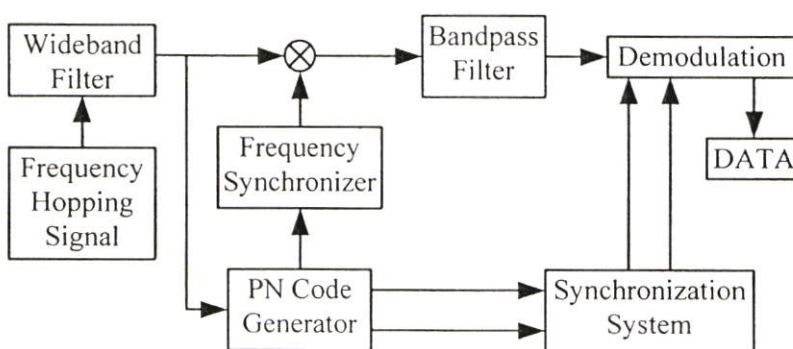 Wideband
Filter
Bandpass
Filter
Demodulation
Frequency
Hopping
Signal
Frequency
Synchronizer
DATA
PN Code
Generator
Synchronization
System